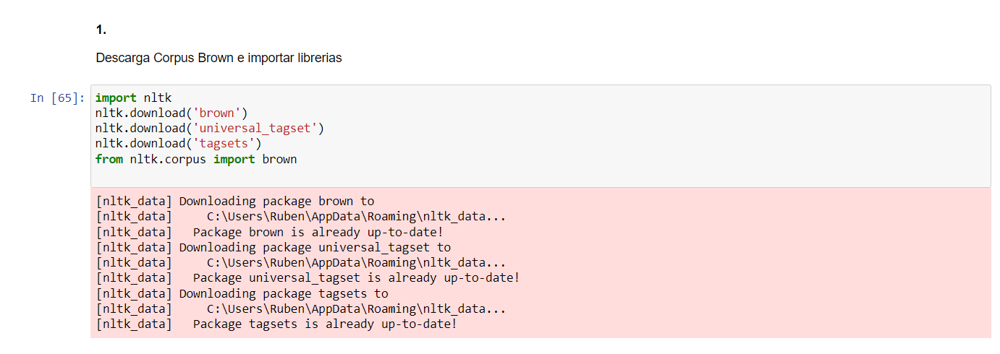 1.
Descarga Corpus Brown e importar librerias
In [65]:
import nltk
nltk.download('brown')
nltk.download('universal_tagset')
nltk.download('tagsets')
from nltk.corpus import brown
[nltk_data] Downloading package brown to
[nltk_data]     C:\Users\Ruben\AppData\Roaming\nltk_data...
[nltk_data]   Package brown is already up-to-date!
[nltk_data] Downloading package universal_tagset to
[nltk_data]     C:\Users\Ruben\AppData\Roaming\nltk_data...
[nltk_data]   Package universal_tagset is already up-to-date!
[nltk_data] Downloading package tagsets to
[nltk_data]     C:\Users\Ruben\AppData\Roaming\nltk_data...
[nltk_data]   Package tagsets is already up-to-date!